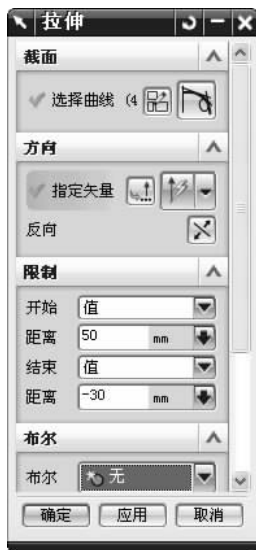 拉伸
截面
选择曲线 (4
方向
指定矢量
反向
限制
开始 值
距离 50 mm
结束 值
距离 -30 mm
布尔
布尔 无
确定 应用 取消